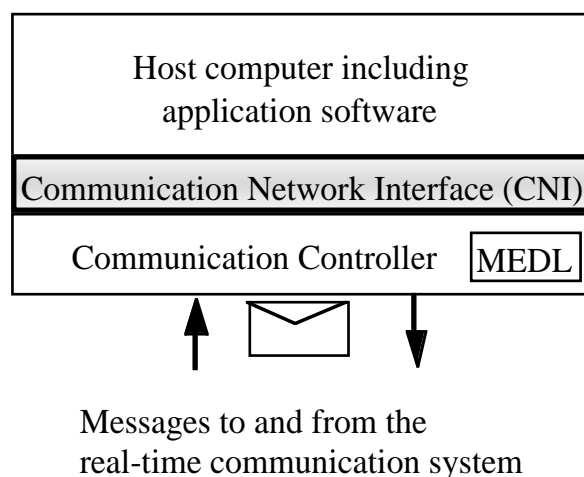 Host computer including
application software
Communication Network Interface (CNI)
Communication Controller MEDL
Messages to and from the
real-time communication system